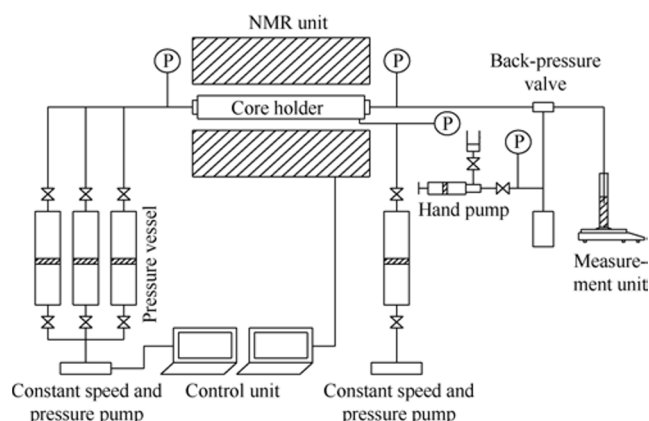 NMR unit
P
P
Back-pressure
valve
Core holder
P
P
Hand pump
Pressure vessel
Measure-
ment unit
Constant speed and
pressure pump
Control unit
Constant speed and
pressure pump